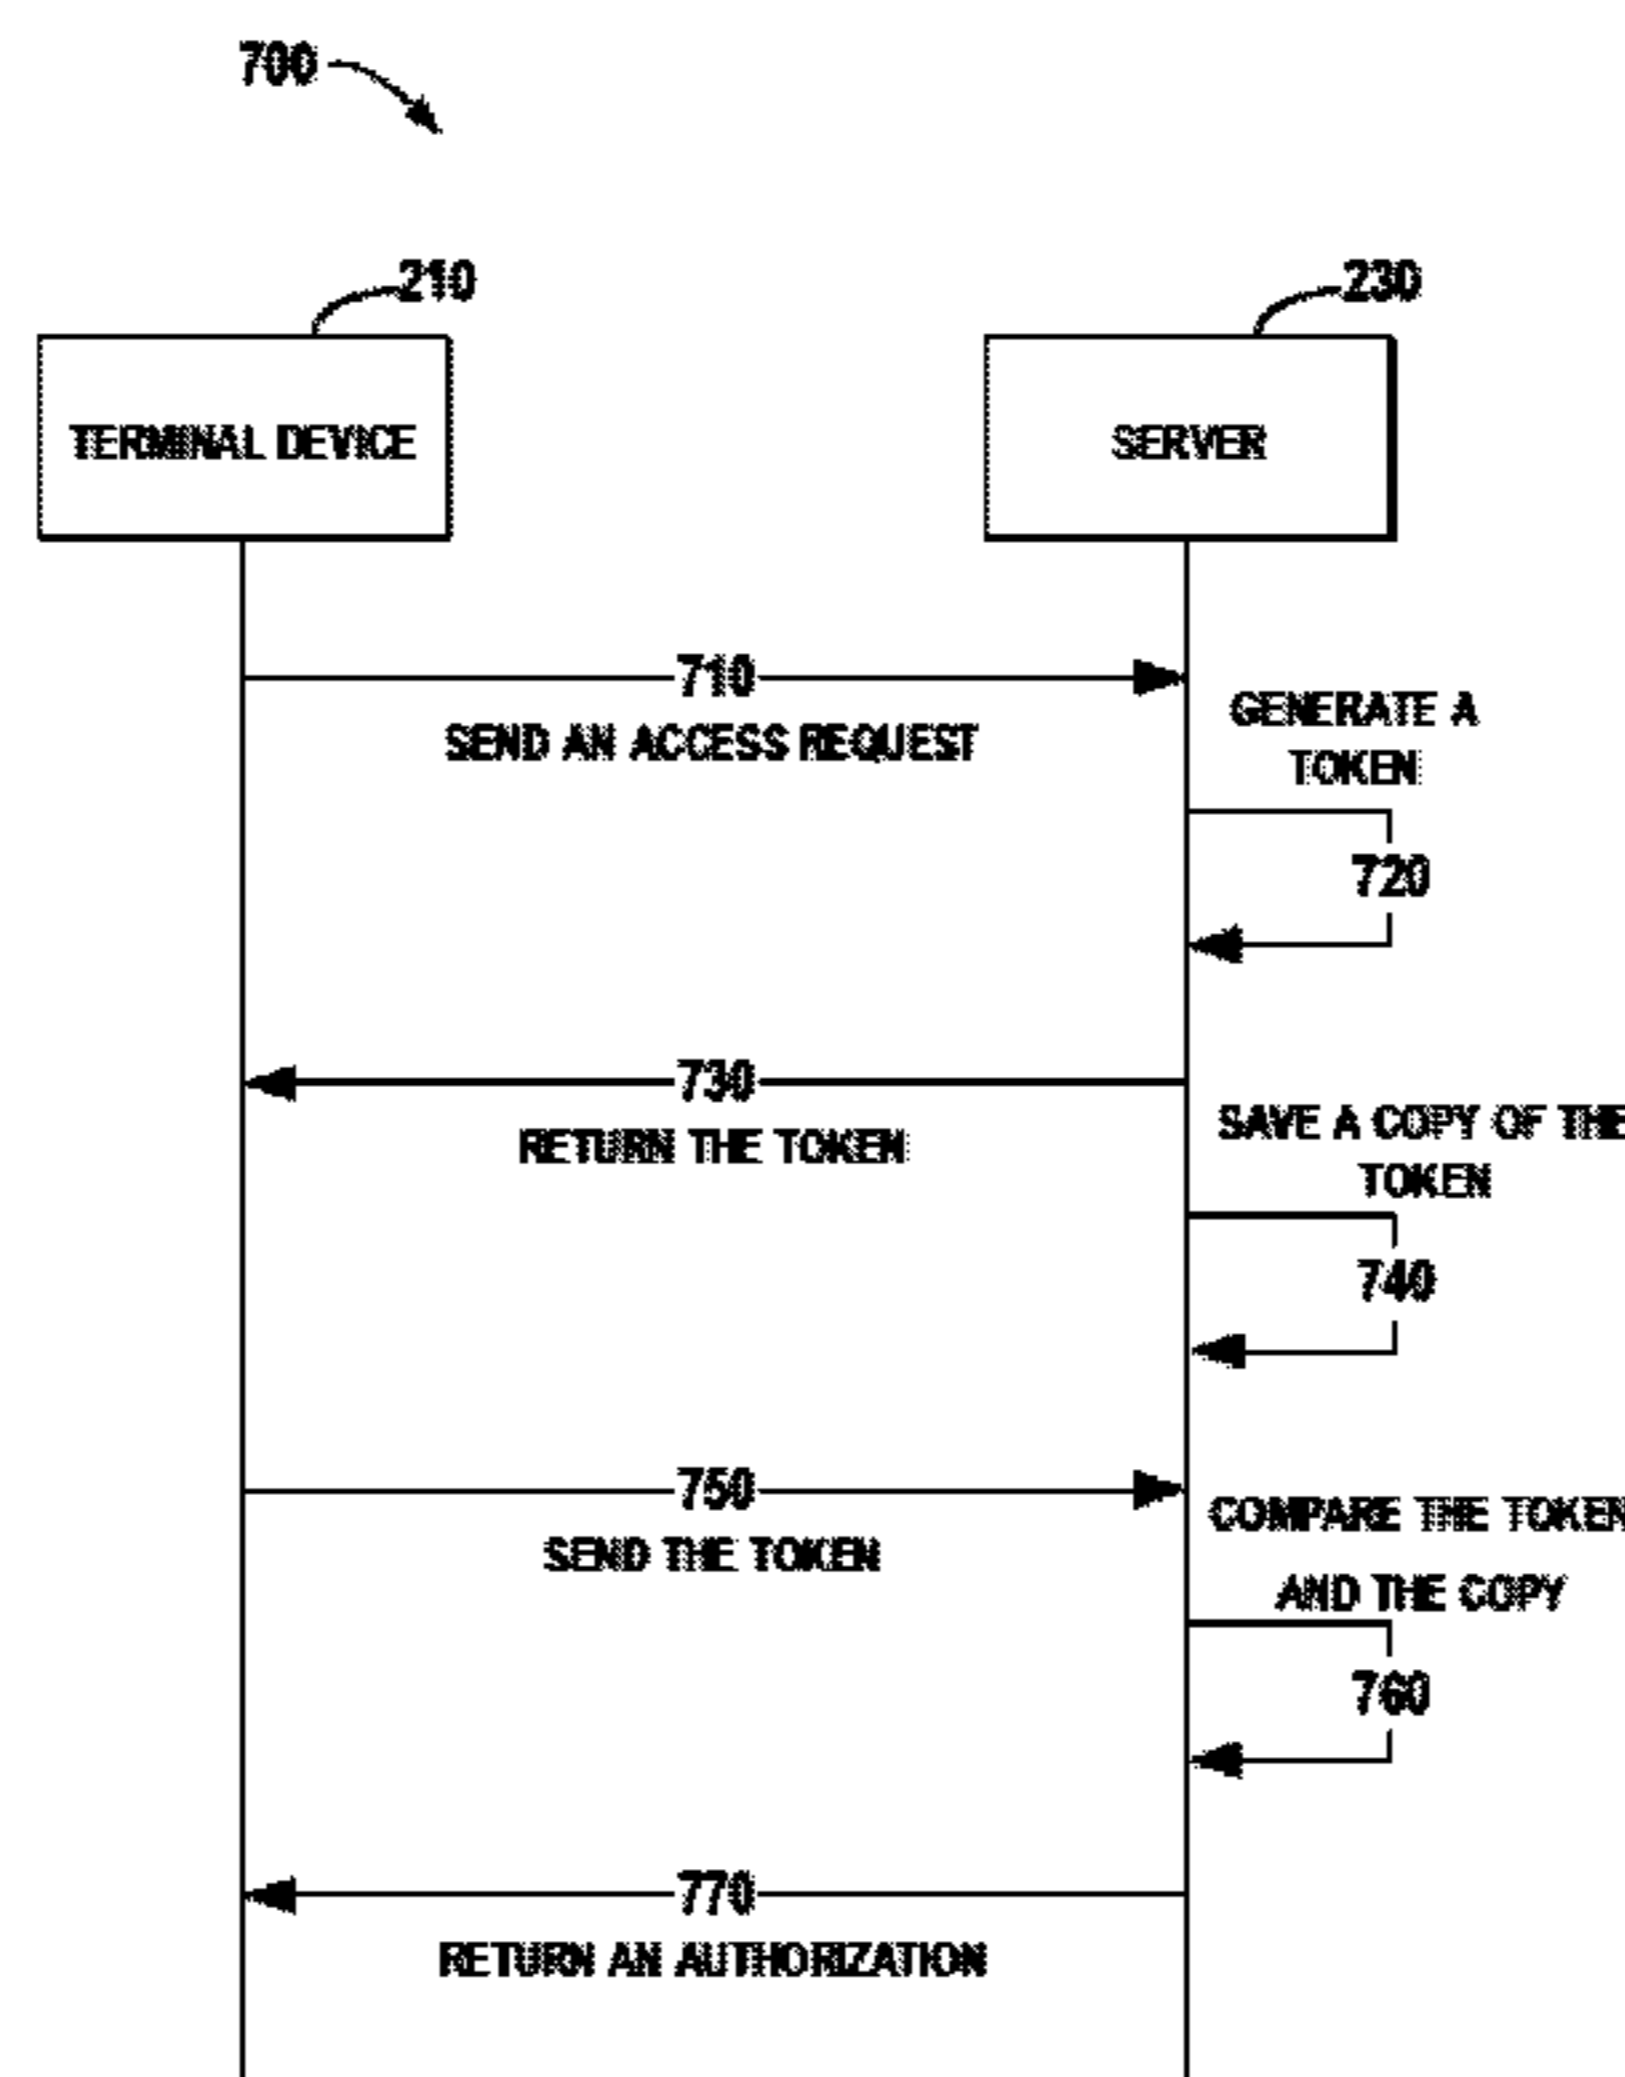 700
210
230
TERMINAL DEVICE
SERVER
710
SEND AN ACCESS REQUEST
GENERATE A
TOKEN
720
730
RETURN THE TOKEN
SAVE A COPY OF THE
TOKEN
740
750
SEND THE TOKEN
COMPARE THE TOKEN
AND THE COPY
760
770
RETURN AN AUTHORIZATION